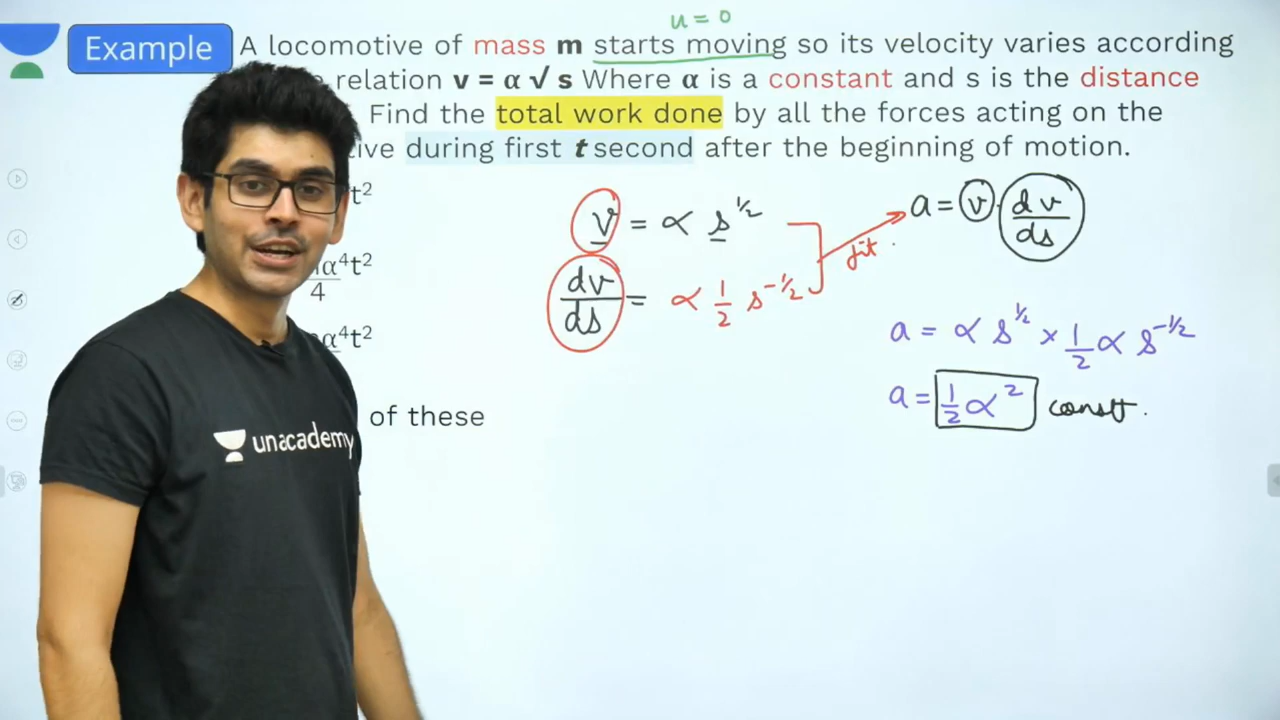 u = 0
Example A locomotive of mass m starts moving so its velocity varies according
relation v = α √ s Where α is a constant and s is the distance
Find the total work done by all the forces acting on the
tive during first t second after the beginning of motion.
t²
v = α s^1/2
a = v dv/ds
α⁴t²
4
dv/ds = α 1/2 s^-1/2
fit.
a = α s^1/2 × 1/2 α s^-1/2
α⁴t²
a = 1/2 α² constt.
of these
unacademy